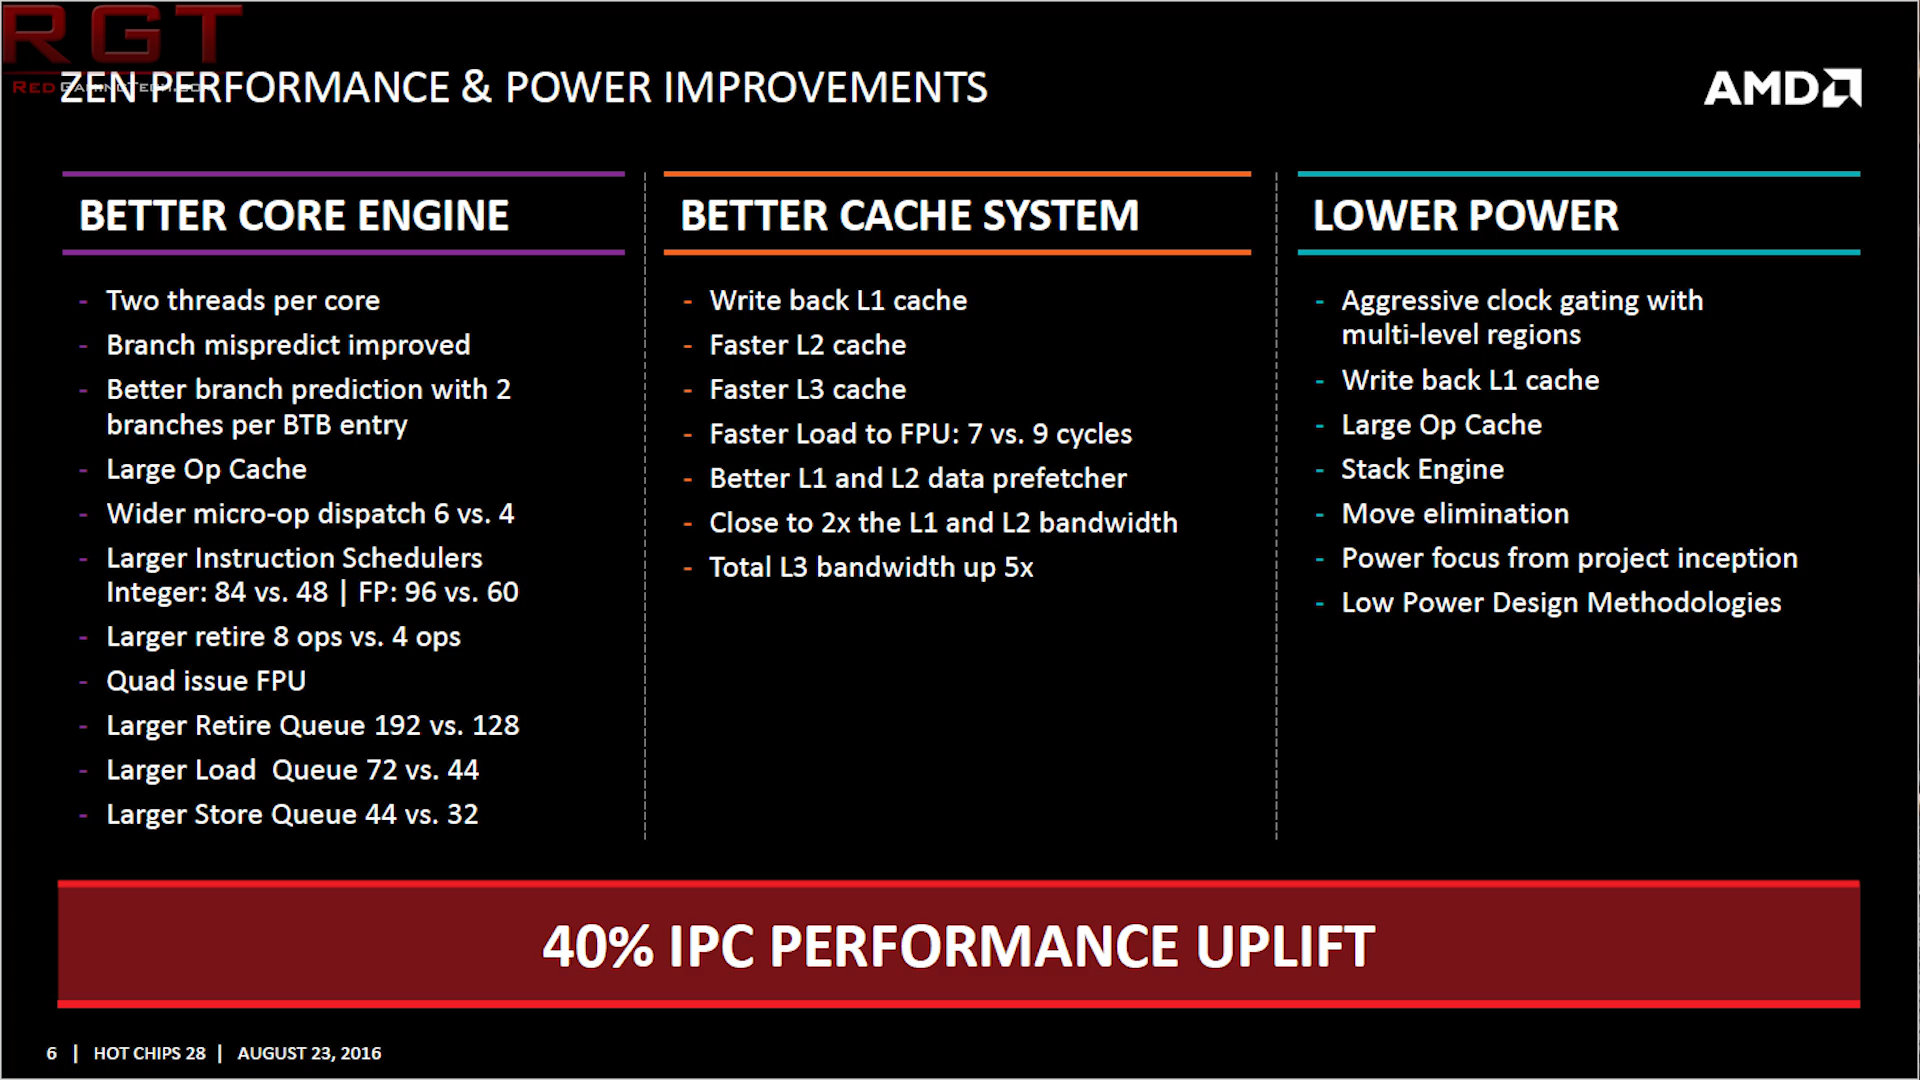 RGT
RED GAMINGTECH.CO
ZEN PERFORMANCE & POWER IMPROVEMENTS
AMD
BETTER CORE ENGINE
- Two threads per core
- Branch mispredict improved
- Better branch prediction with 2
branches per BTB entry
- Large Op Cache
- Wider micro-op dispatch 6 vs. 4
- Larger Instruction Schedulers
Integer: 84 vs. 48 | FP: 96 vs. 60
- Larger retire 8 ops vs. 4 ops
- Quad issue FPU
- Larger Retire Queue 192 vs. 128
- Larger Load  Queue 72 vs. 44
- Larger Store Queue 44 vs. 32
BETTER CACHE SYSTEM
- Write back L1 cache
- Faster L2 cache
- Faster L3 cache
- Faster Load to FPU: 7 vs. 9 cycles
- Better L1 and L2 data prefetcher
- Close to 2x the L1 and L2 bandwidth
- Total L3 bandwidth up 5x
LOWER POWER
- Aggressive clock gating with
multi-level regions
- Write back L1 cache
- Large Op Cache
- Stack Engine
- Move elimination
- Power focus from project inception
- Low Power Design Methodologies
40% IPC PERFORMANCE UPLIFT
6 | HOT CHIPS 28 | AUGUST 23, 2016